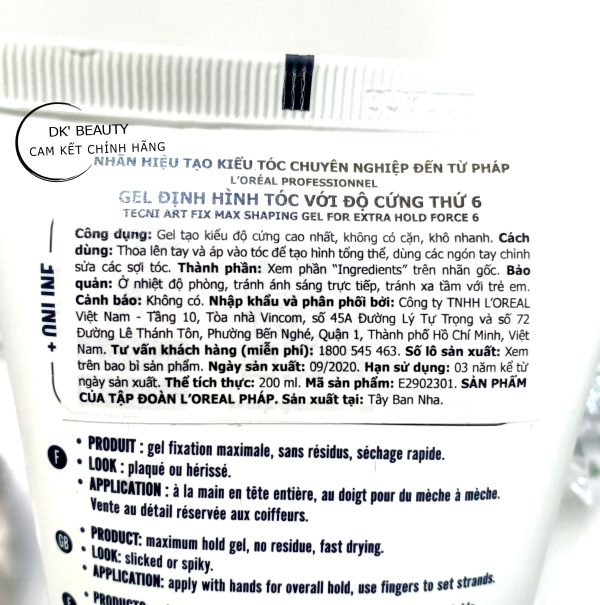 DK' BEAUTY
CAM KẾT CHÍNH HÃNG
NHÃN HIỆU TẠO KIỂU TÓC CHUYÊN NGHIỆP ĐẾN TỪ PHÁP
L'ORÉAL PROFESSIONNEL
GEL ĐỊNH HÌNH TÓC VỚI ĐỘ CỨNG THỨ 6
TECNI ART FIX MAX SHAPING GEL FOR EXTRA HOLD FORCE 6
Công dụng: Gel tạo kiểu độ cứng cao nhất, không có cặn, khô nhanh. Cách
dùng: Thoa lên tay và áp vào tóc để tạo hình tổng thể, dùng các ngón tay chỉnh
sửa các sợi tóc. Thành phần: Xem phần "Ingredients" trên nhãn gốc. Bảo
quản: Ở nhiệt độ phòng, tránh ánh sáng trực tiếp, tránh xa tầm với trẻ em.
Cảnh báo: Không có. Nhập khẩu và phân phối bởi: Công ty TNHH L'OREAL
Việt Nam - Tầng 10, Tòa nhà Vincom, số 45A Đường Lý Tự Trọng và số 72
Đường Lê Thánh Tôn, Phường Bến Nghé, Quận 1, Thành phố Hồ Chí Minh, Việt
Nam. Tư vấn khách hàng (miễn phí): 1800 545 463. Số lô sản xuất: Xem
trên bao bì sản phẩm. Ngày sản xuất: 09/2020. Hạn sử dụng: 03 năm kể từ
ngày sản xuất. Thể tích thực: 200 ml. Mã sản phẩm: E2902301. SẢN PHẨM
CỦA TẬP ĐOÀN L'OREAL PHÁP. Sản xuất tại: Tây Ban Nha.
+ ONLINE
F
• PRODUIT : gel fixation maximale, sans résidus, séchage rapide.
• LOOK : plaqué ou hérissé.
• APPLICATION : à la main en tête entière, au doigt pour du mèche à mèche.
Vente au détail réservée aux coiffeurs.
GB
• PRODUCT: maximum hold gel, no residue, fast drying.
• LOOK: slicked or spiky.
• APPLICATION: apply with hands for overall hold, use fingers to set strands.